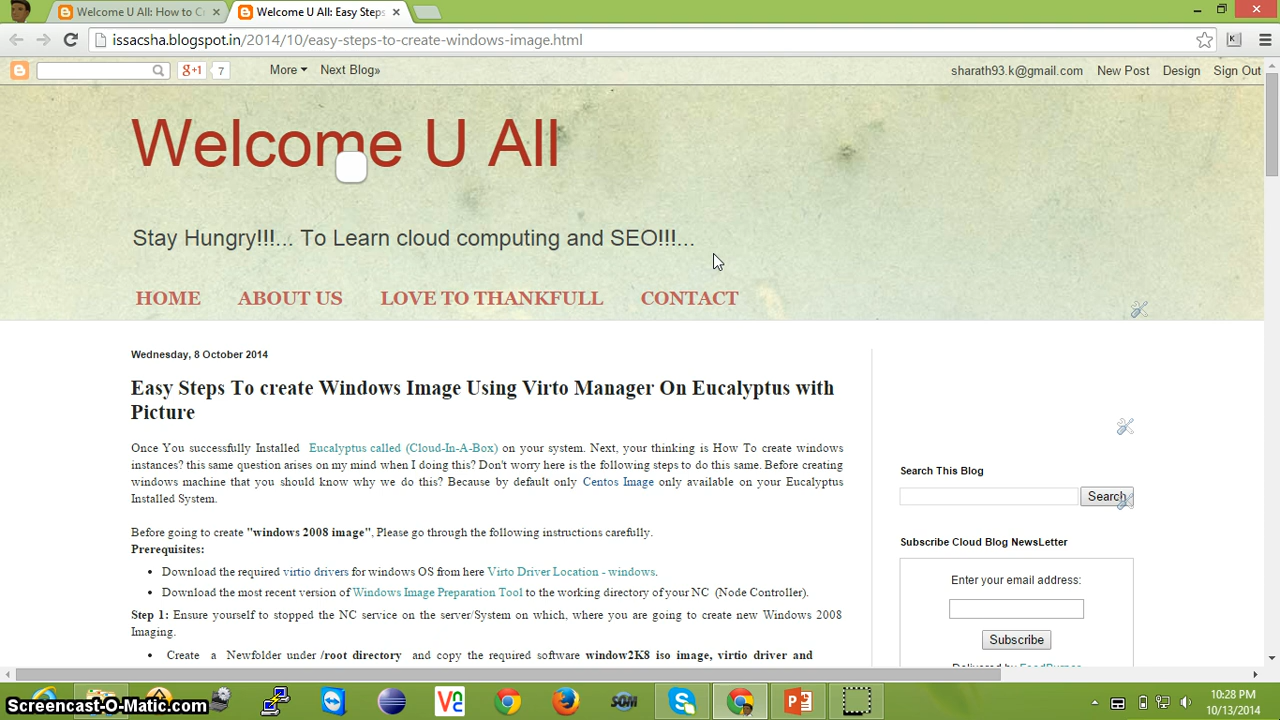 Welcome U All: How to C
Welcome U All: Easy Steps
issacsha.blogspot.in/2014/10/easy-steps-to-create-windows-image.html
g+1 7 More Next Blog» sharath93.k@gmail.com New Post Design Sign Out
Welcome U All
Stay Hungry!!!... To Learn cloud computing and SEO!!!...
HOME ABOUT US LOVE TO THANKFULL CONTACT
Wednesday, 8 October 2014
Easy Steps To create Windows Image Using Virto Manager On Eucalyptus with
Picture
Once You successfully Installed Eucalyptus called (Cloud-In-A-Box) on your system. Next, your thinking is How To create windows
instances? this same question arises on my mind when I doing this? Don't worry here is the following steps to do this same. Before creating
windows machine that you should know why we do this? Because by default only Centos Image only available on your Eucalyptus
Installed System.
Before going to create "windows 2008 image", Please go through the following instructions carefully.
Prerequisites:
• Download the required virtio drivers for windows OS from here Virto Driver Location - windows.
• Download the most recent version of Windows Image Preparation Tool to the working directory of your NC (Node Controller).
Step 1: Ensure yourself to stopped the NC service on the server/System on which, where you are going to create new Windows 2008
Imaging.
• Create a Newfolder under /root directory and copy the required software window2K8 iso image, virtio driver and
Search This Blog
Search
Subscribe Cloud Blog NewsLetter
Enter your email address:
Subscribe
Delivered by FeedBurner
Screencast-O-Matic.com
10:28 PM
10/13/2014